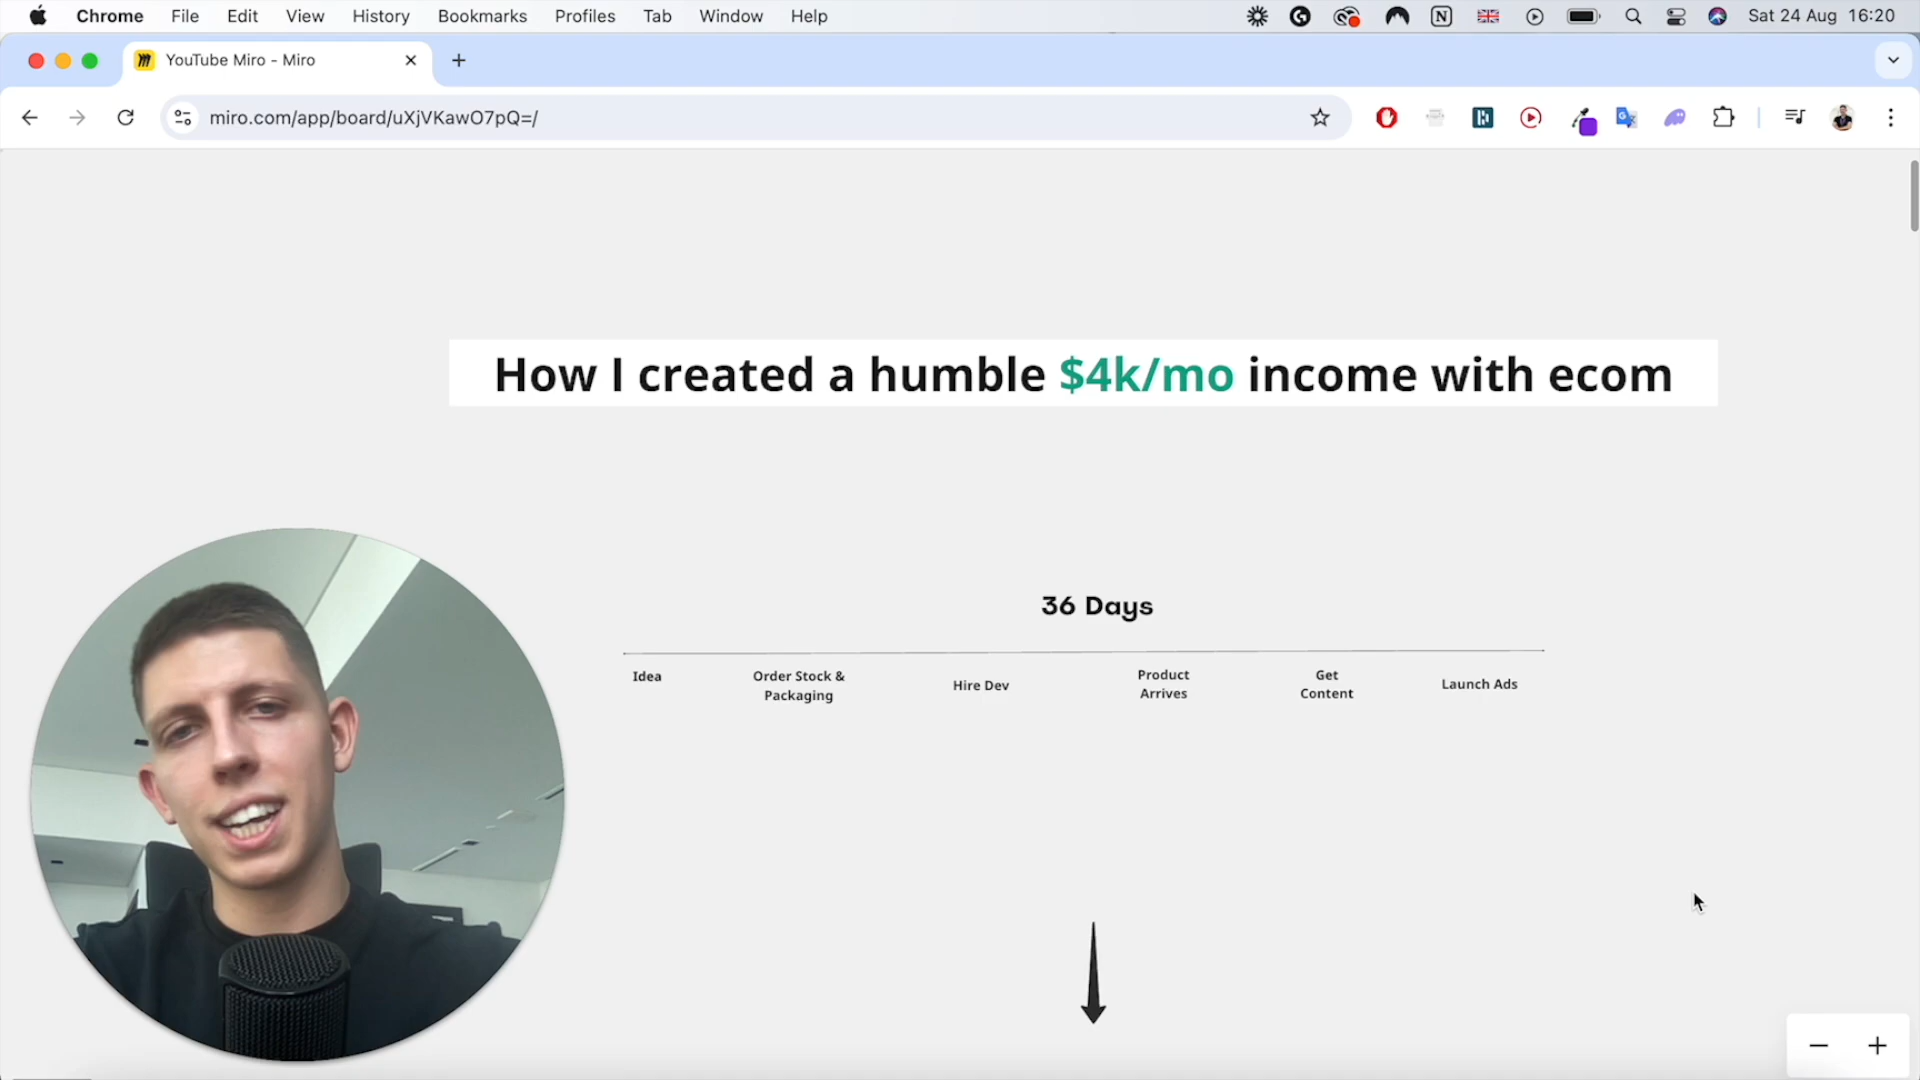 Chrome File Edit View History Bookmarks Profiles Tab Window Help Sat 24 Aug 16:20
YouTube Miro - Miro
miro.com/app/board/uXjVKawO7pQ=/
How I created a humble $4k/mo income with ecom
36 Days
Idea
Order Stock &
Packaging
Hire Dev
Product
Arrives
Get
Content
Launch Ads